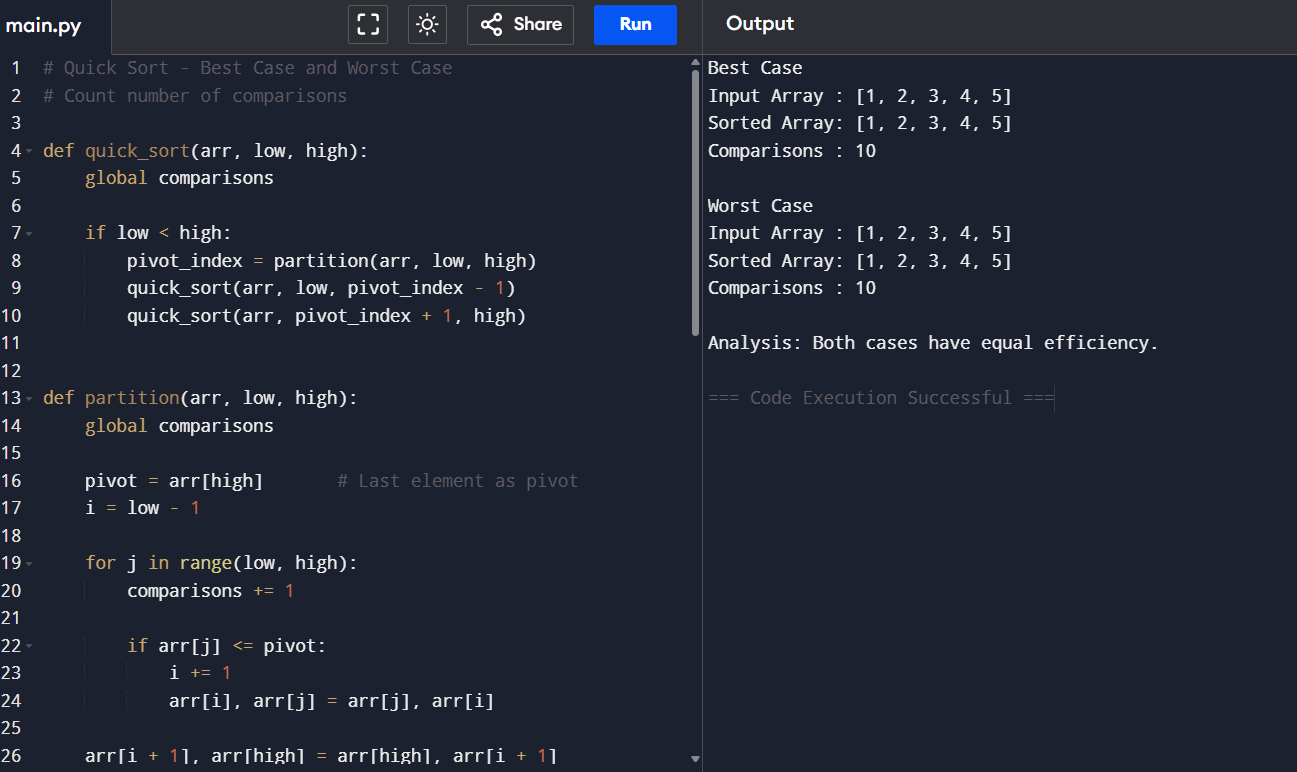 main.py
Share
Run
Output
1 # Quick Sort - Best Case and Worst Case
2 # Count number of comparisons
3
4 def quick_sort(arr, low, high):
5     global comparisons
6
7     if low < high:
8         pivot_index = partition(arr, low, high)
9         quick_sort(arr, low, pivot_index - 1)
10         quick_sort(arr, pivot_index + 1, high)
11
12
13 def partition(arr, low, high):
14     global comparisons
15
16     pivot = arr[high]       # Last element as pivot
17     i = low - 1
18
19     for j in range(low, high):
20         comparisons += 1
21
22         if arr[j] <= pivot:
23             i += 1
24             arr[i], arr[j] = arr[j], arr[i]
25
26     arr[i + 1], arr[high] = arr[high], arr[i + 1]
Best Case
Input Array : [1, 2, 3, 4, 5]
Sorted Array: [1, 2, 3, 4, 5]
Comparisons : 10
Worst Case
Input Array : [1, 2, 3, 4, 5]
Sorted Array: [1, 2, 3, 4, 5]
Comparisons : 10
Analysis: Both cases have equal efficiency.
=== Code Execution Successful ===